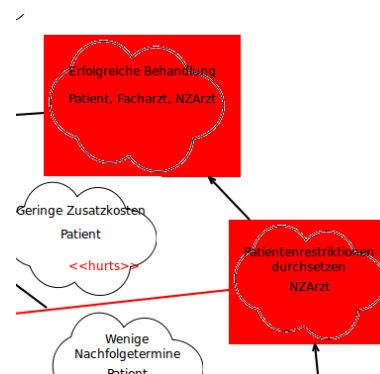 Erfolgreiche Behandlung
Patient, Facharzt, NZArzt
Geringe Zusatzkosten
Patient
<<hurts>>
Patientenrestriktionen
durchsetzen
NZArzt
Wenige
Nachfolgetermine
Patient